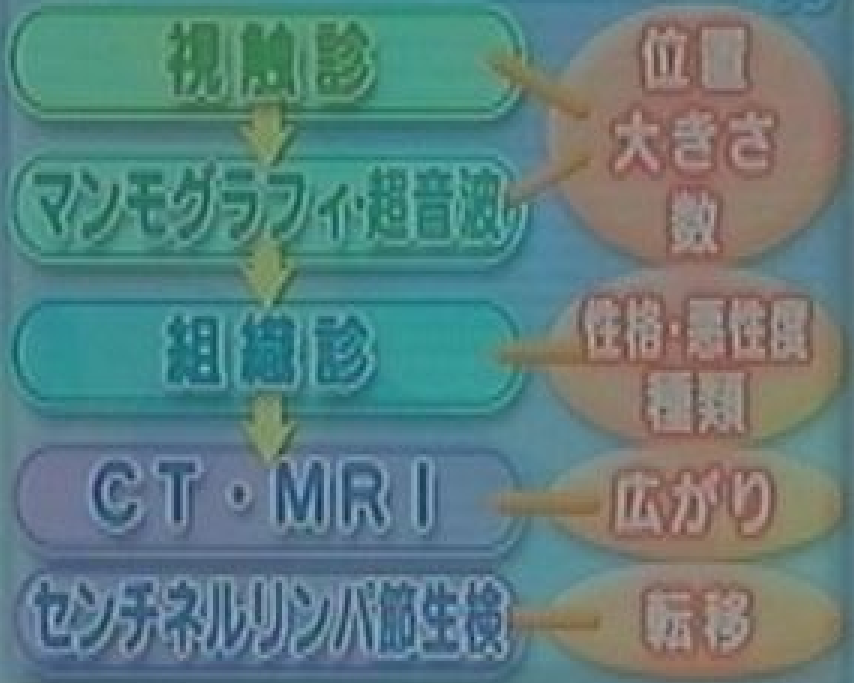 視触診
位置
大きさ
数
マンモグラフィ・超音波
組織診
性格・悪性度
種類
CT・MRI
広がり
センチネルリンパ節生検
転移